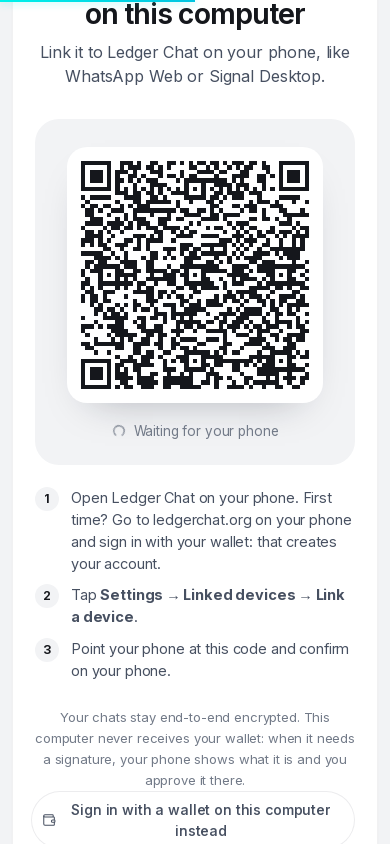 on this computer
Link it to Ledger Chat on your phone, like
WhatsApp Web or Signal Desktop.
Waiting for your phone
1 Open Ledger Chat on your phone. First
time? Go to ledgerchat.org on your phone
and sign in with your wallet: that creates
your account.
2 Tap Settings → Linked devices → Link
a device.
3 Point your phone at this code and confirm
on your phone.
Your chats stay end-to-end encrypted. This
computer never receives your wallet: when it needs
a signature, your phone shows what it is and you
approve it there.
Sign in with a wallet on this computer
instead